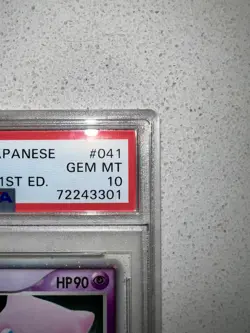 APANESE #041
GEM MT
1ST ED. 10
72243301
HP90